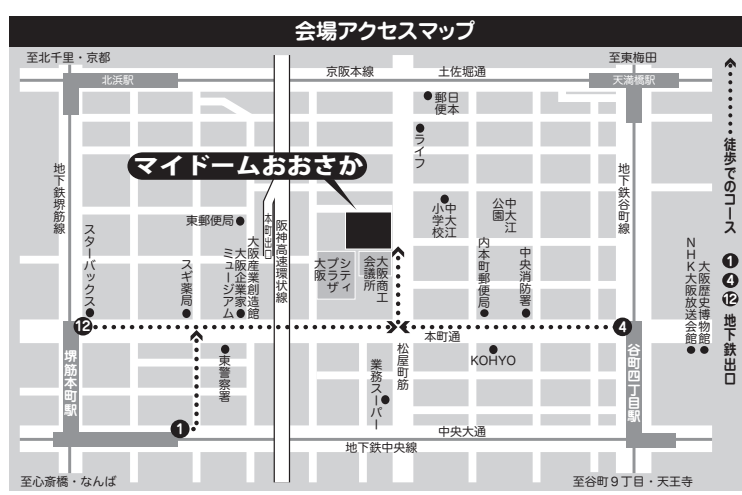 会場アクセスマップ
至北千里・京都
至東梅田
北浜駅
京阪本線
土佐堀通
天満橋駅
日本
郵便
ライフ
マイドームおおさか
地下鉄堺筋線
地下鉄谷町線
徒歩でのコース
❶
❹
⓬
地下鉄出口
中大江
小学校
中大江
公園
東郵便局
本町出口
阪神高速環状線
スターバックス
スギ薬局
大阪産業創造館
大阪企業家
ミュージアム
シティ
プラザ
大阪
大阪商工
会議所
内本町郵便局
中央消防署
大阪歴史博物館
NHK大阪放送会館
⓬
本町通
❹
堺筋本町駅
東警察署
松屋町筋
業務スーパー
KOHYO
谷町四丁目駅
❶
中央大通
地下鉄中央線
至心斎橋・なんば
至谷町9丁目・天王寺